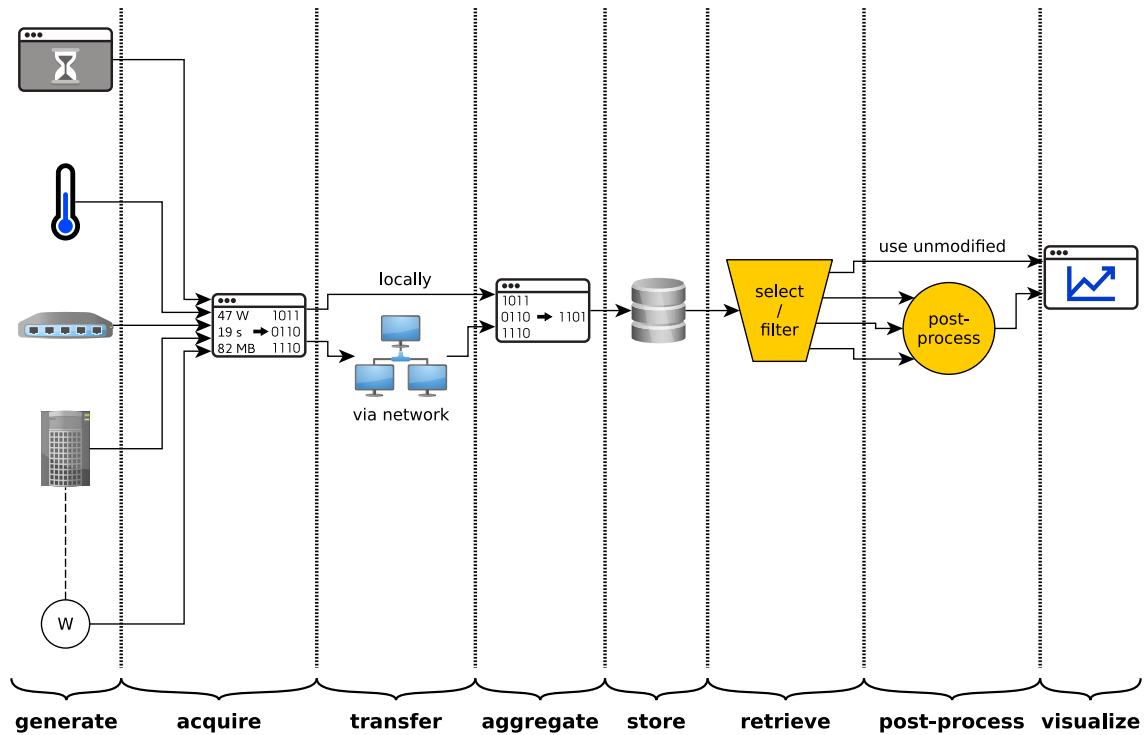 locally
use unmodified
47 W 1011
19 s 0110
82 MB 1110
1011
0110 1101
1110
select
/
filter
post-
process
via network
W
generate
acquire
transfer
aggregate
store
retrieve
post-process
visualize